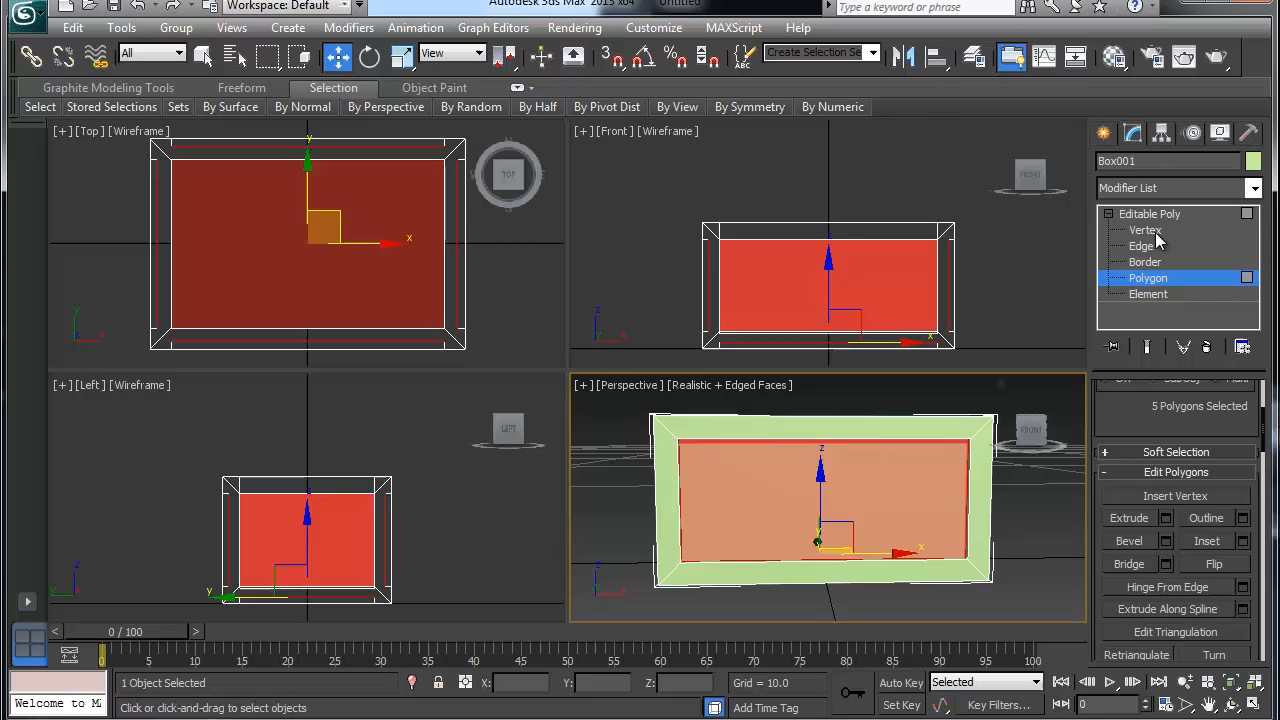 Workspace: Default
Autodesk 3ds Max 2015 x64
Type a keyword or phrase
Edit Tools Group Views Create Modifiers Animation Graph Editors Rendering Customize MAXScript Help
All
View
3
ABC
Create Selection Se
Graphite Modeling Tools Freeform Selection Object Paint
Select Stored Selections Sets By Surface By Normal By Perspective By Random By Half By Pivot Dist By View By Symmetry By Numeric
[+] [Top] [Wireframe]
y
x
TOP
z
y
x
[+] [Front] [Wireframe]
FRONT
z
x
z
x
[+] [Left] [Wireframe]
LEFT
y
z
y
[+] [Perspective] [Realistic + Edged Faces]
FRONT
z
x
z
x
Box001
Modifier List
Editable Poly
Vertex
Edge
Border
Polygon
Element
5 Polygons Selected
+ Soft Selection
- Edit Polygons
Insert Vertex
Extrude Outline
Bevel Inset
Bridge Flip
Hinge From Edge
Extrude Along Spline
Edit Triangulation
Retriangulate Turn
< 0 / 100 >
0 5 10 15 20 25 30 35 40 45 50 55 60 65 70 75 80 85 90 95 100
1 Object Selected
X: Y: Z:
Grid = 10.0
Auto Key Selected
Welcome to M
Click or click-and-drag to select objects
Add Time Tag
Set Key Key Filters...
0